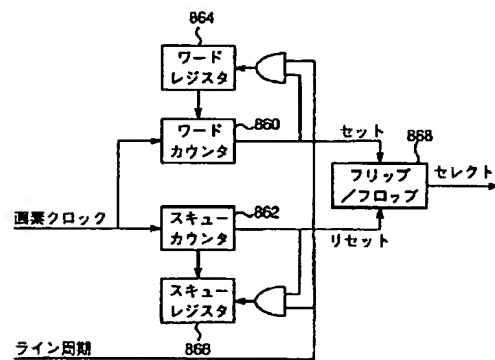 864
ワード
レジスタ
ワード
カウンタ
860
セット
868
フリップ
/フロップ
セレクト
画素クロック
スキュー
カウンタ
862
リセット
スキュー
レジスタ
868
ライン周期